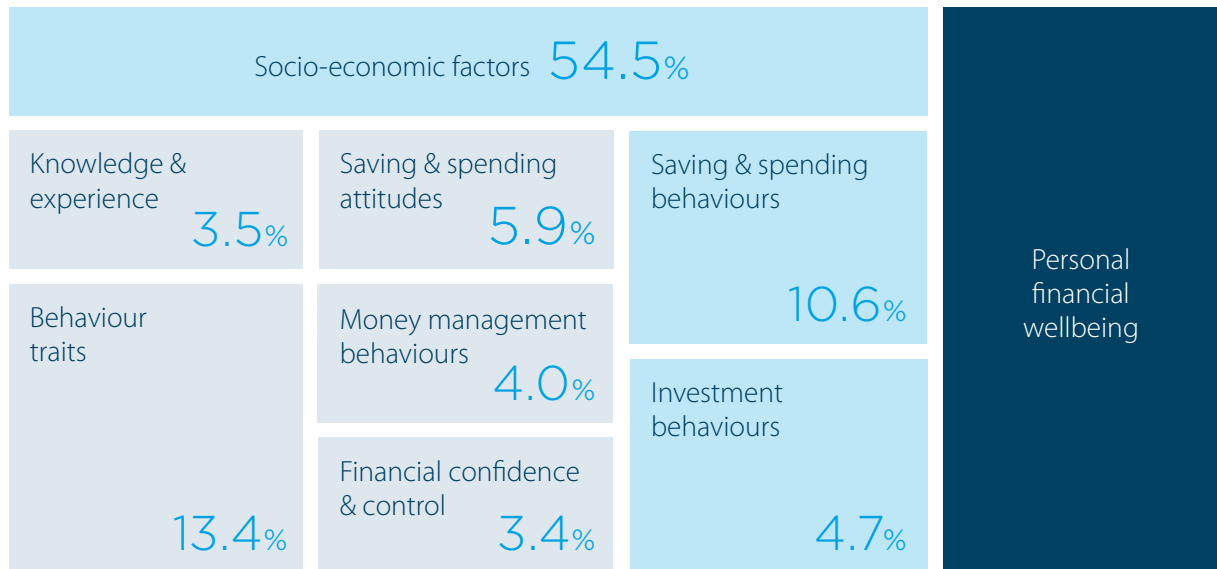 Socio-economic factors 54.5%
Knowledge &
experience
3.5%
Saving & spending
attitudes
5.9%
Saving & spending
behaviours
10.6%
Behaviour
traits
13.4%
Money management
behaviours
4.0%
Financial confidence
& control
3.4%
Investment
behaviours
4.7%
Personal
financial
wellbeing